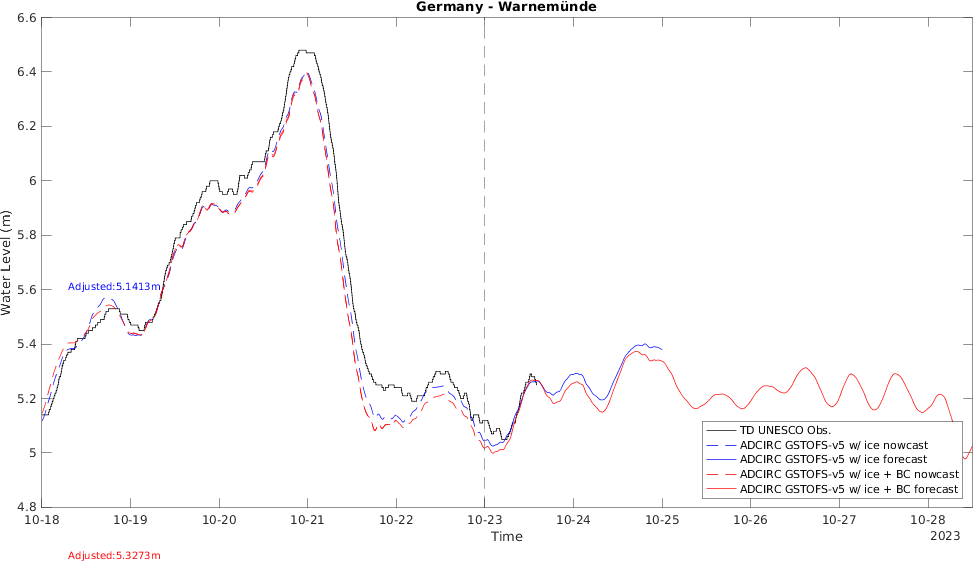 Germany - Warnemünde
6.6
6.4
6.2
6
5.8
5.6
5.4
5.2
5
4.8
Water Level (m)
Adjusted:5.1413m
TD UNESCO Obs.
ADCIRC GSTOFS-v5 w/ ice nowcast
ADCIRC GSTOFS-v5 w/ ice forecast
ADCIRC GSTOFS-v5 w/ ice + BC nowcast
ADCIRC GSTOFS-v5 w/ ice + BC forecast
10-18 10-19 10-20 10-21 10-22 10-23 10-24 10-25 10-26 10-27 10-28
Time
2023
Adjusted:5.3273m